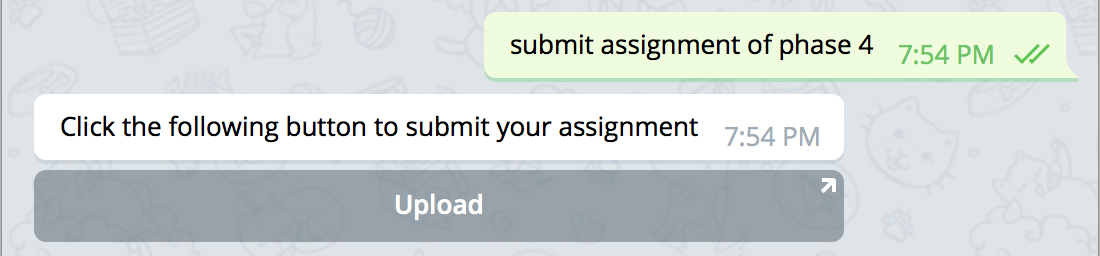 submit assignment of phase 4 7:54 PM
Click the following button to submit your assignment 7:54 PM
Upload